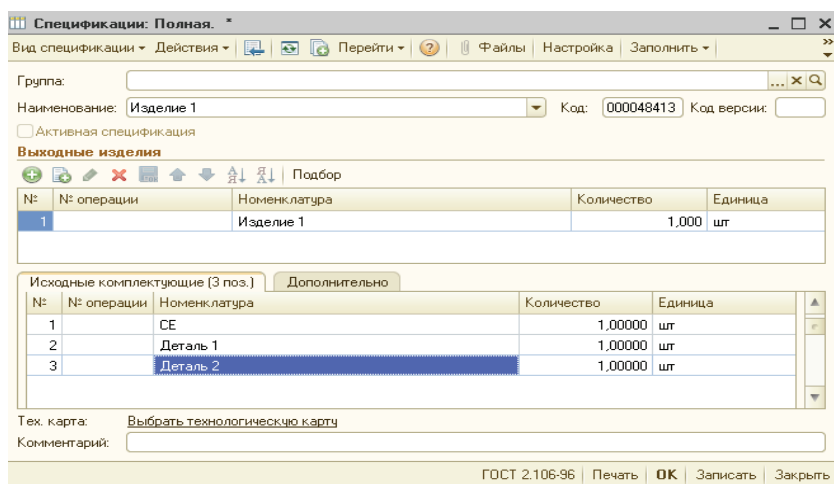 Спецификации: Полная. *
Вид спецификации Действия Перейти ? Файлы Настройка Заполнить »
Группа: ... ×
Наименование: Изделие 1 Код: 000048413 Код версии:
Активная спецификация
Выходные изделия
Подбор
№ № операции Номенклатура Количество Единица
1 Изделие 1 1,000 шт
Исходные комплектующие (3 поз.) Дополнительно
№ № операции Номенклатура Количество Единица
1 СЕ 1,00000 шт
2 Деталь 1 1,00000 шт
3 Деталь 2 1,00000 шт
Тех. карта: Выбрать технологическую карту
Комментарий:
ГОСТ 2.106-96 Печать ОК Записать Закрыть